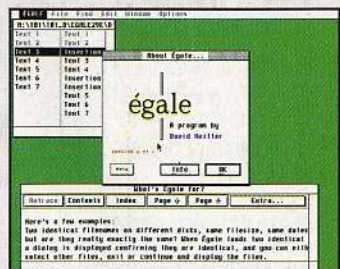 EGALE File Find Edit Window Options
Text 1 Text 1
Text 2 Text 2
Text 3 Insertion
Text 4 Text 3
Text 5 Text 4
Text 6 Insertion
Text 7 Insertion
Text 5
Text 6
Text 7
About Égale...
égale
A program by
David Reitter
Help Info OK
What's Égale for?
Retrace Contents Index Page Page Extra...
Here's a few examples:
Two identical filenames on different disks, same filesize, same dates
but are they really exactly the same? When Égale loads two identical
a dialog is displayed confirming they are identical, and you can eith
select other files, exit or continue and display the files.